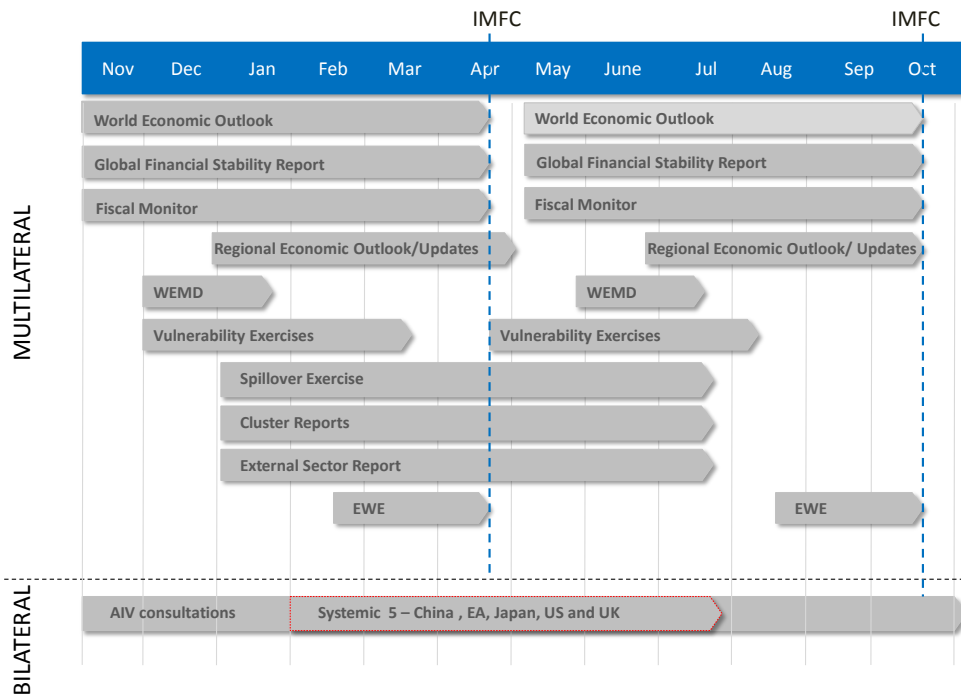 IMFC IMFC
Nov Dec Jan Feb Mar Apr May June Jul Aug Sep Oct
MULTILATERAL
World Economic Outlook World Economic Outlook
Global Financial Stability Report Global Financial Stability Report
Fiscal Monitor Fiscal Monitor
Regional Economic Outlook/Updates Regional Economic Outlook/ Updates
WEMD WEMD
Vulnerability Exercises Vulnerability Exercises
Spillover Exercise
Cluster Reports
External Sector Report
EWE EWE
BILATERAL
AIV consultations Systemic 5 – China , EA, Japan, US and UK